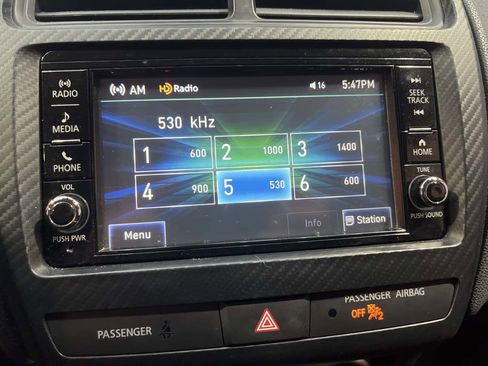 AM HD Radio 16 5:47PM
RADIO
SEEK
TRACK
530 kHz
MEDIA
1 600 2 1000 3 1400
PHONE
HOME
4 900 5 530 6 600
VOL
TUNE
PUSH PWR
PUSH SOUND
Menu Info Station
PASSENGER AIRBAG
PASSENGER
OFF 2